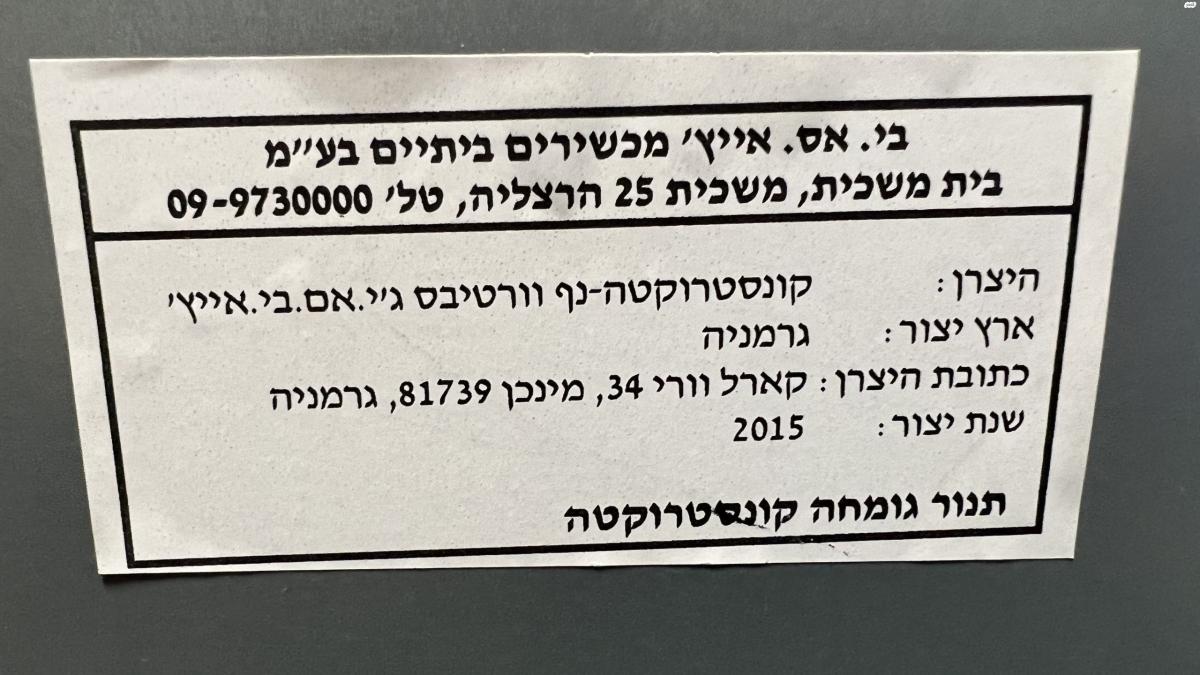 בי. אס. אייץ' מכשירים ביתיים בע"מ
בית משכית, משכית 25 הרצליה, טל' 09-9730000
היצרן: קונסטרוקטה-נף וורטיבס ג'י.אם.בי.אייץ'
ארץ יצור: גרמניה
כתובת היצרן: קארל וורי 34, מינכן 81739, גרמניה
שנת יצור: 2015
תנור גומחה קונסטרוקטה